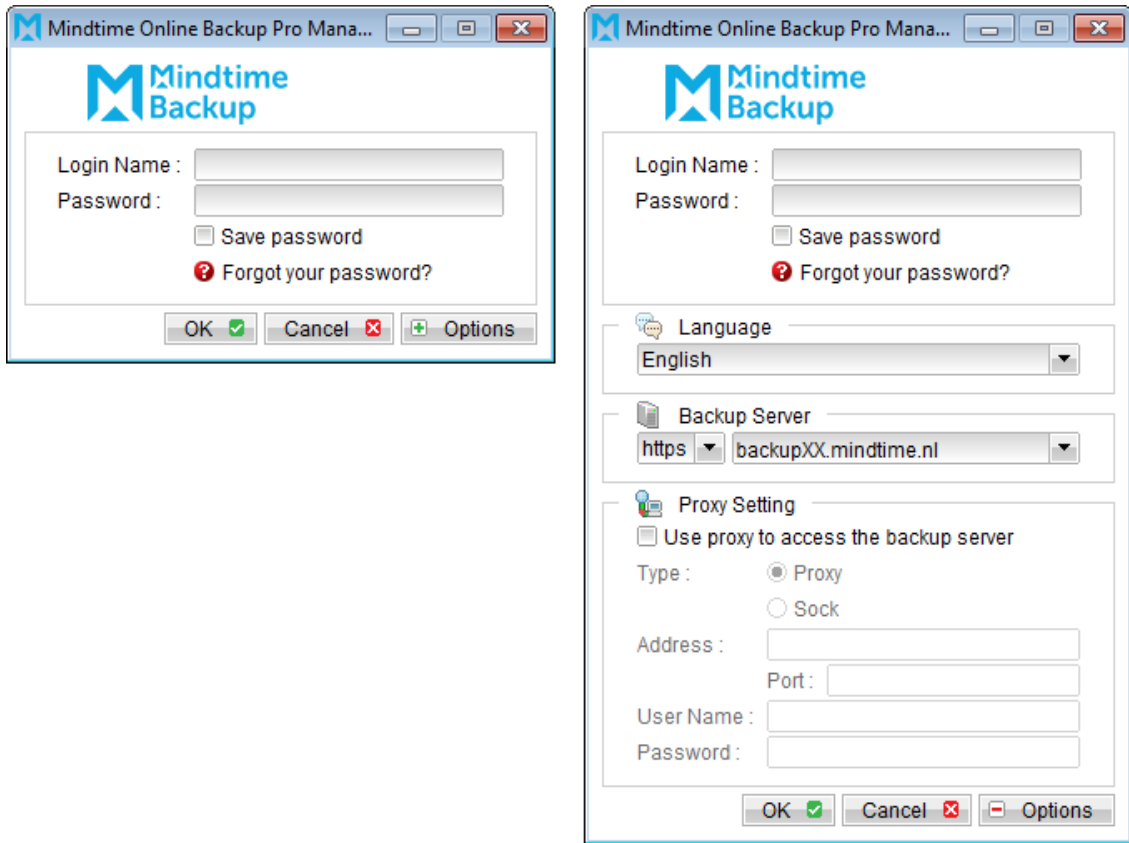 Mindtime Online Backup Pro Mana...
Mindtime
Backup
Login Name :
Password :
Save password
Forgot your password?
OK
Cancel
Options
Mindtime Online Backup Pro Mana...
Mindtime
Backup
Login Name :
Password :
Save password
Forgot your password?
Language
English
Backup Server
https backupXX.mindtime.nl
Proxy Setting
Use proxy to access the backup server
Type : Proxy
Sock
Address :
Port :
User Name :
Password :
OK Cancel Options